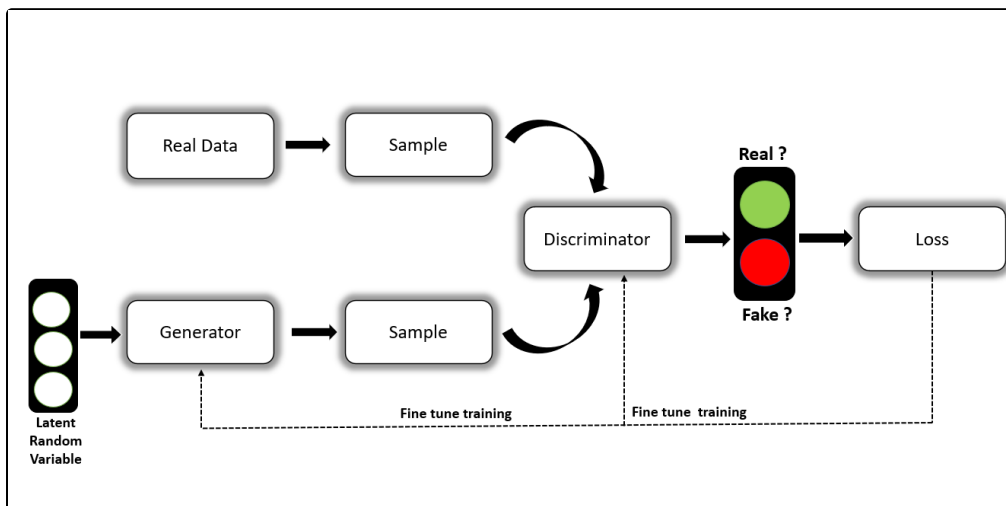 Real Data
Sample
Real ?
Discriminator
Loss
Fake ?
Generator
Sample
Latent
Random
Variable
Fine tune training
Fine tune training